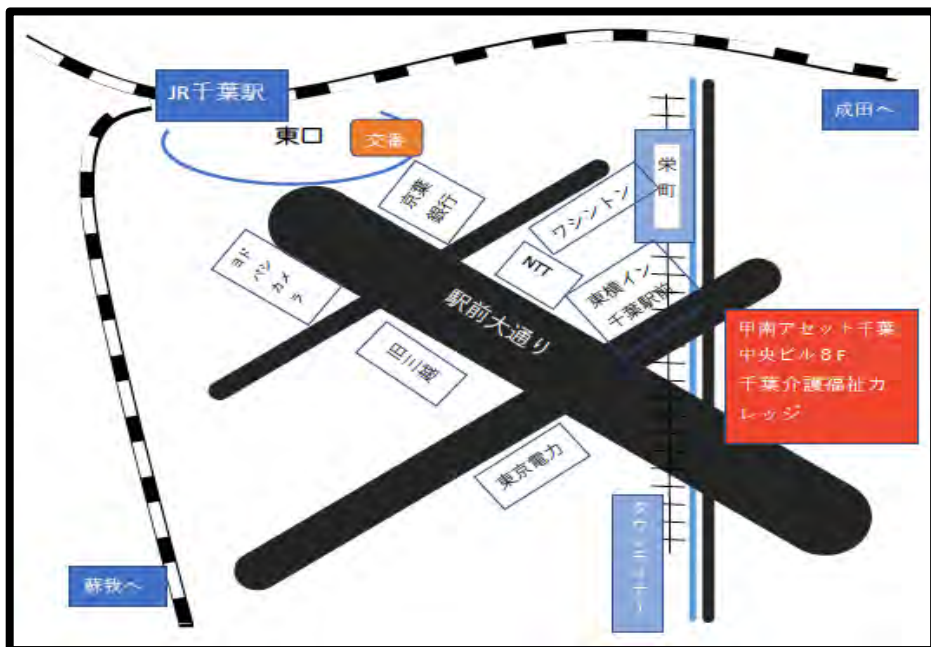 JR千葉駅
東口
交番
成田へ
栄
町
京葉
銀行
ワシントン
ヨド
バシ
カメ
ラ
NTT
東横イン
千葉駅前
駅前大通り
旧三越
甲南アセット千葉
中央ビル８F
千葉介護福祉カ
レッジ
東京電力
蘇我へ